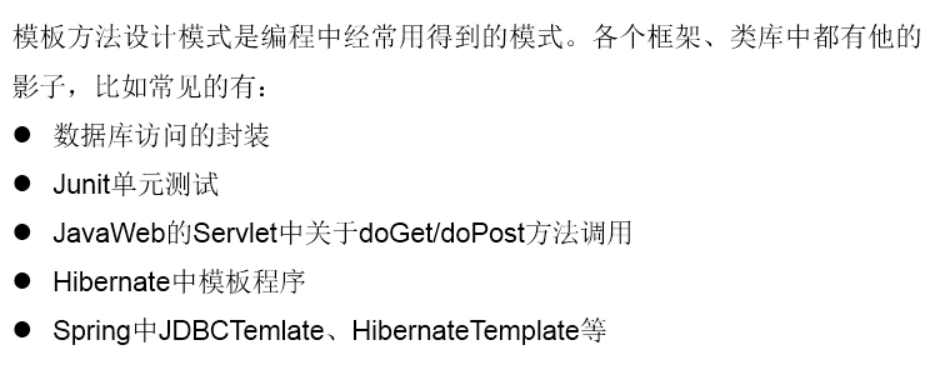 模板方法设计模式是编程中经常用得到的模式。各个框架、类库中都有他的
影子，比如常见的有：
● 数据库访问的封装
● Junit单元测试
● JavaWeb的Servlet中关于doGet/doPost方法调用
● Hibernate中模板程序
● Spring中JDBCTemlate、HibernateTemplate等